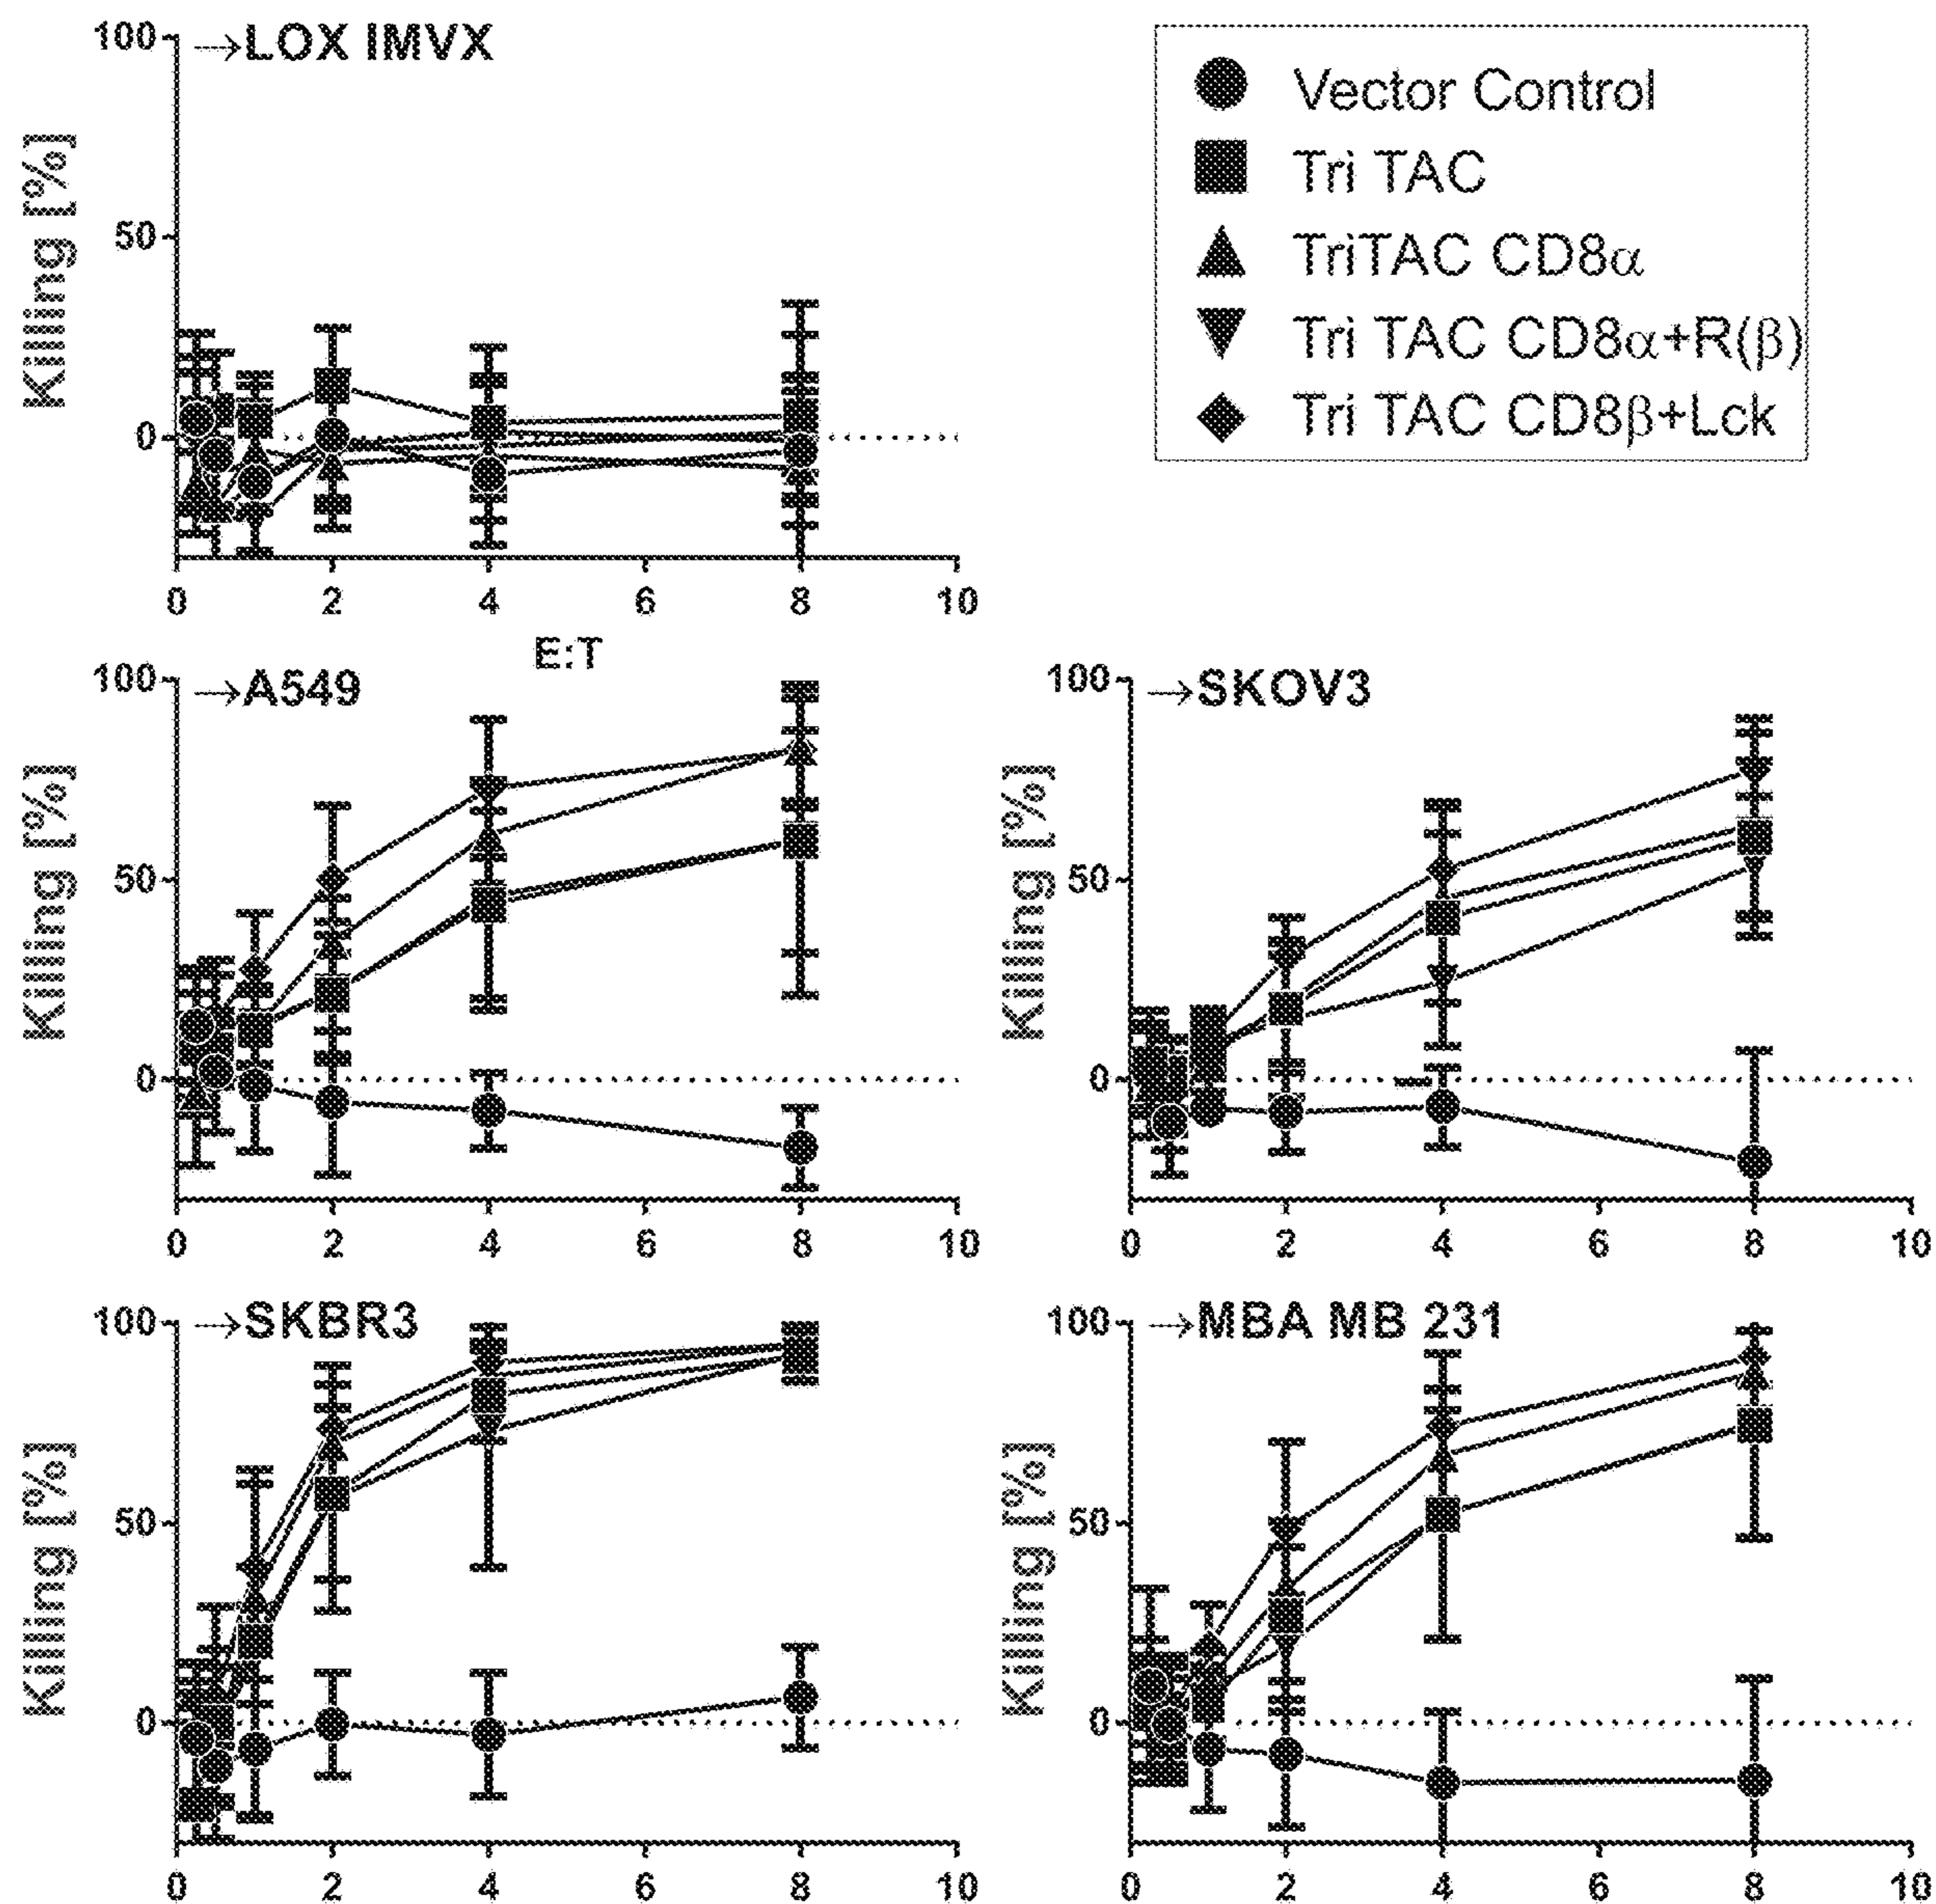 →LOX IMVX
Killing [%]
100
50
0
0 2 4 6 8 10
E:T
Vector Control
Tri TAC
TriTAC CD8α
Tri TAC CD8α+R(β)
Tri TAC CD8β+Lck
→A549
Killing [%]
100
50
0
0 2 4 6 8 10
→SKOV3
Killing [%]
100
50
0
0 2 4 6 8 10
→SKBR3
Killing [%]
100
50
0
0 2 4 6 8 10
→MBA MB 231
Killing [%]
100
50
0
0 2 4 6 8 10